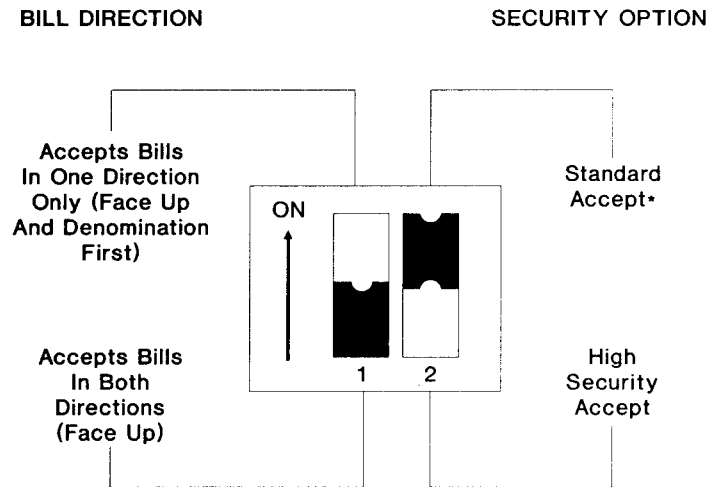 BILL DIRECTION
SECURITY OPTION
Accepts Bills
In One Direction
Only (Face Up
And Denomination
First)
Standard
Accept*
ON
1
2
Accepts Bills
In Both
Directions
(Face Up)
High
Security
Accept